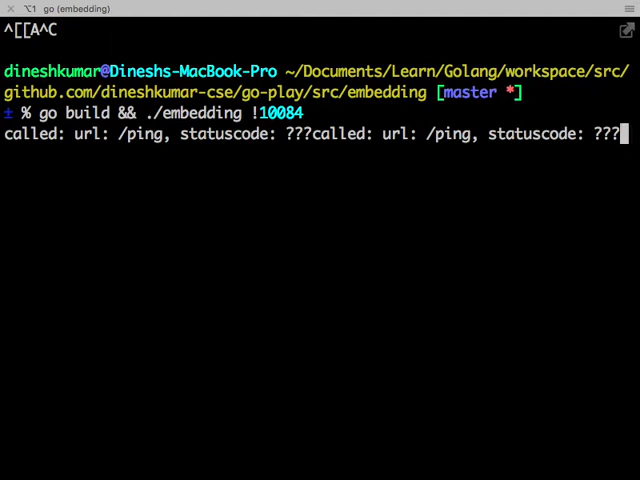 ⌥1 go (embedding)
^[[A^C
dineshkumar@Dineshs-MacBook-Pro ~/Documents/Learn/Golang/workspace/src/
github.com/dineshkumar-cse/go-play/src/embedding [master *]
± % go build && ./embedding !10084
called: url: /ping, statuscode: ???called: url: /ping, statuscode: ???